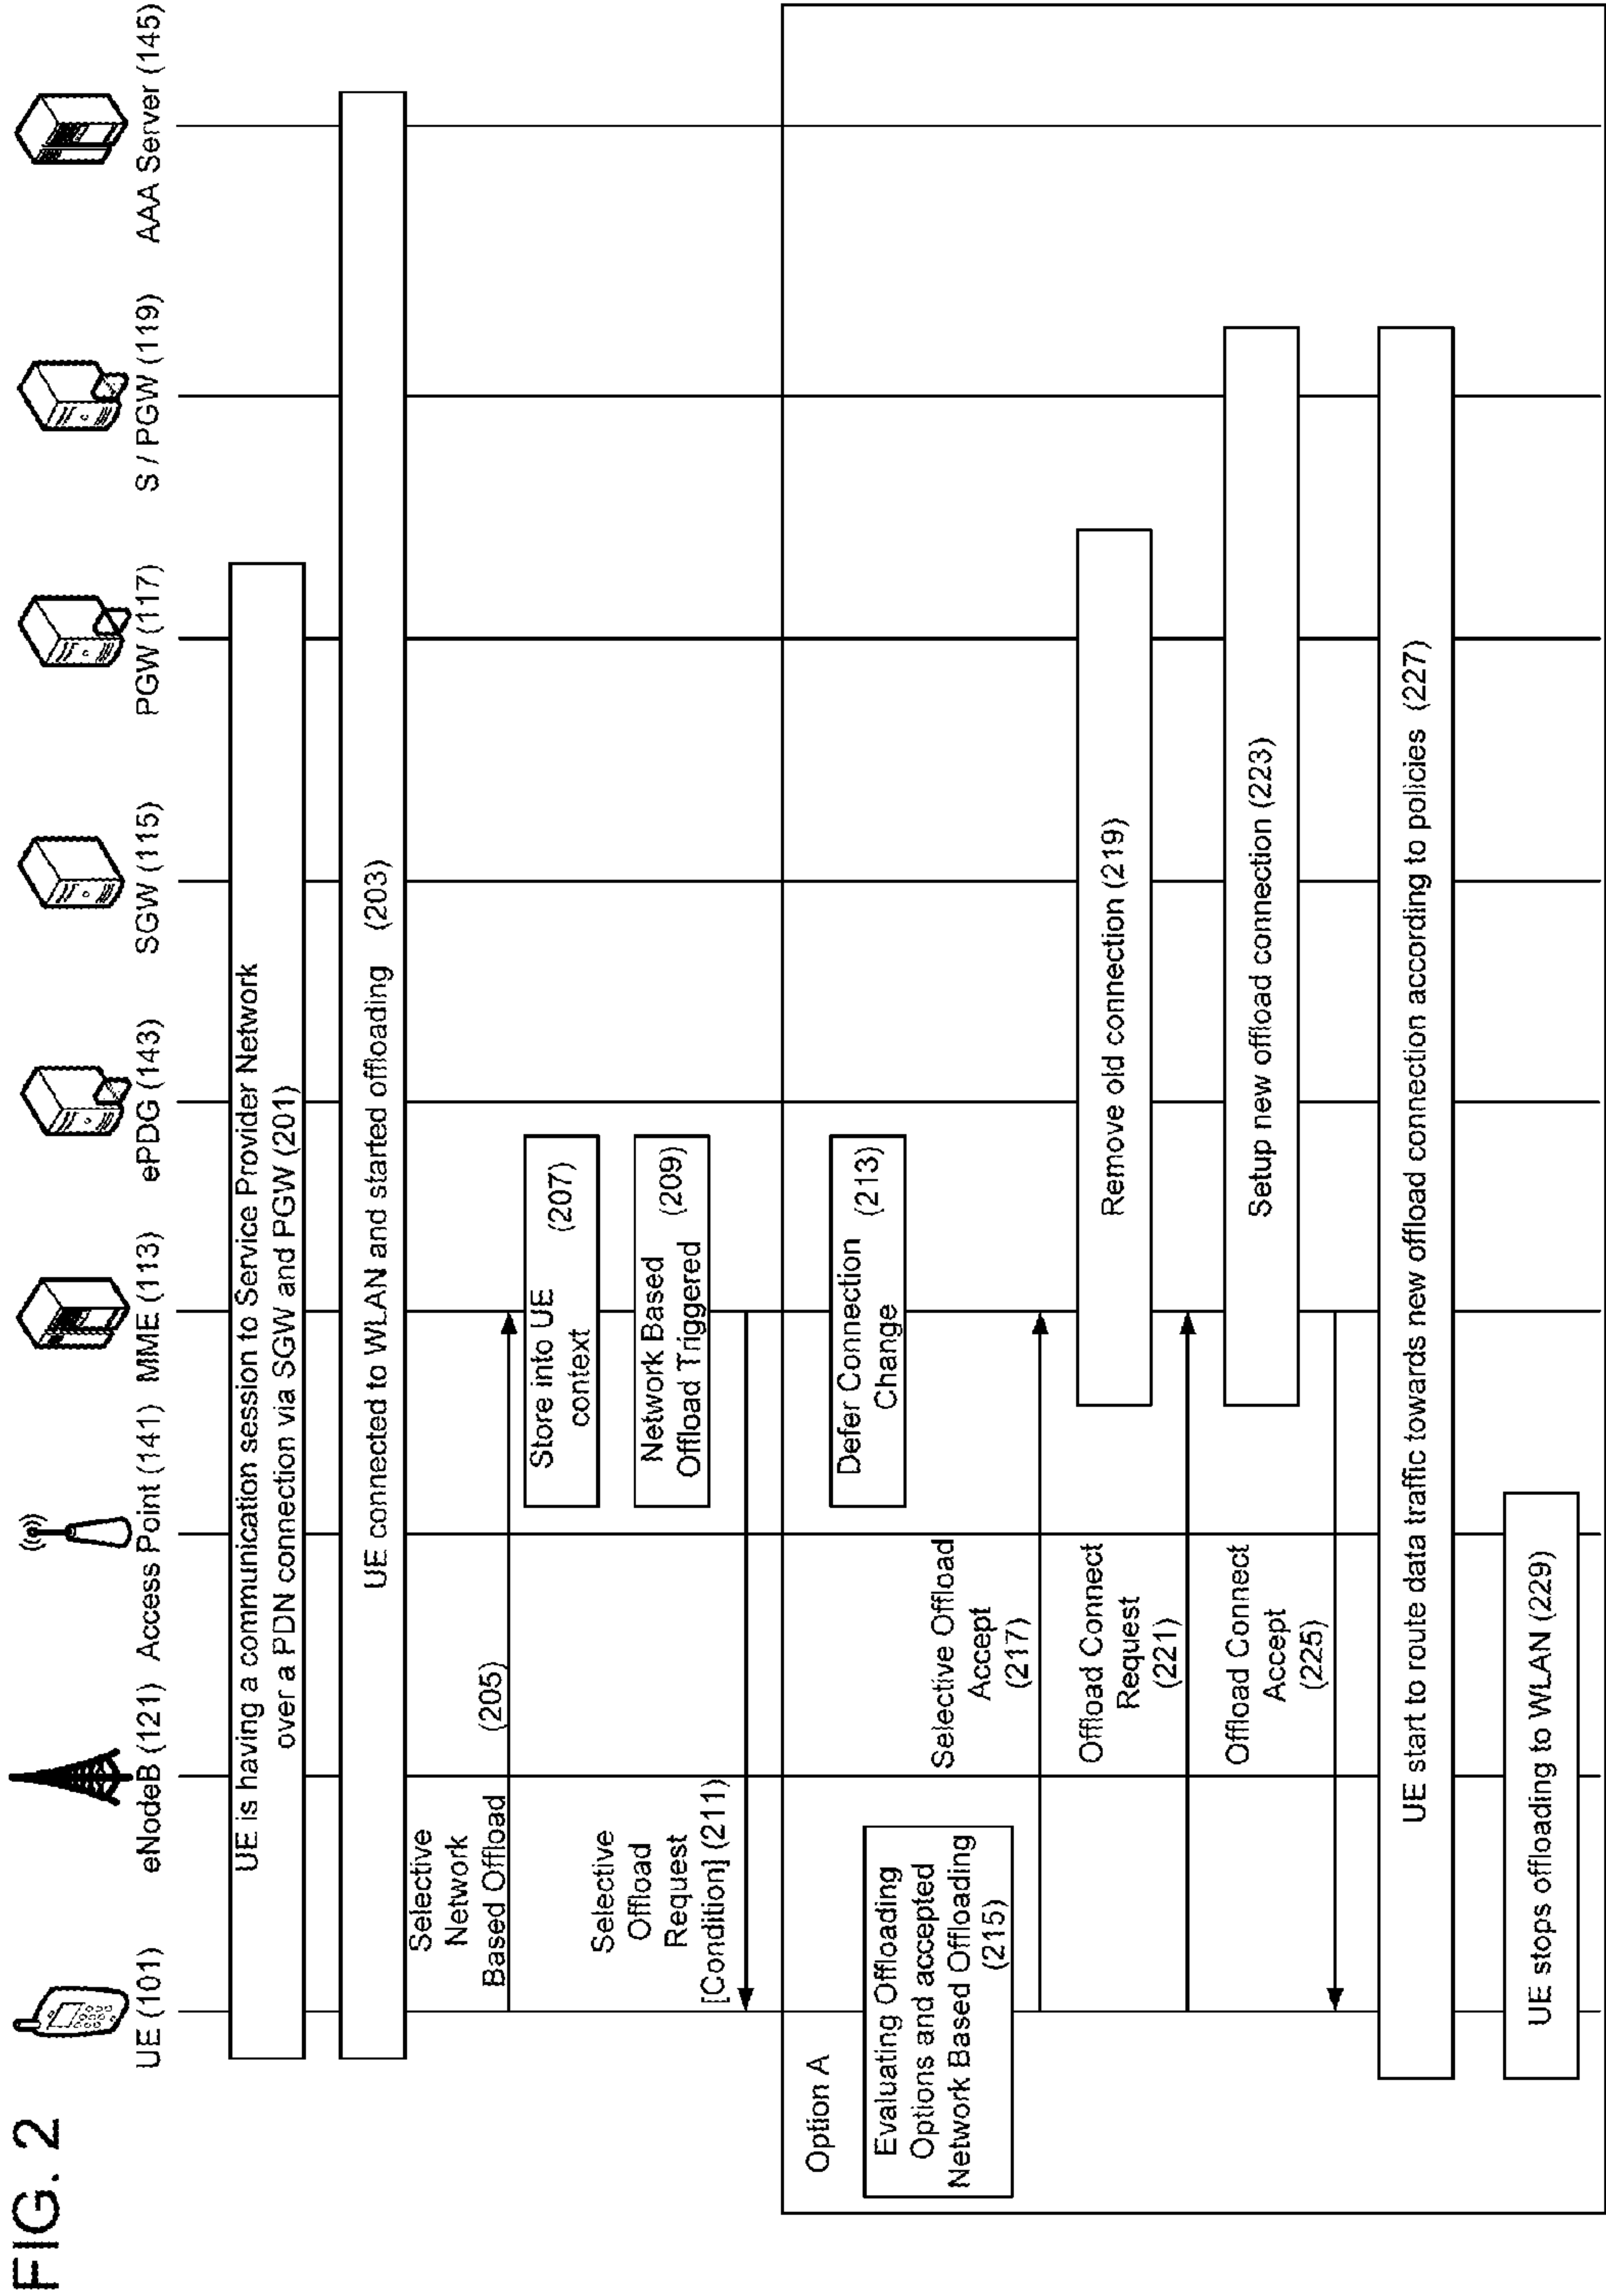 FIG. 2
UE (101)
eNodeB (121)
Access Point (141)
MME (113)
ePDG (143)
SGW (115)
PGW (117)
S / PGW (119)
AAA Server (145)
UE is having a communication session to Service Provider Network
over a PDN connection via SGW and PGW (201)
UE connected to WLAN and started offloading (203)
Selective
Network
Based Offload
(205)
Store into UE
context
(207)
Network Based
Offload Triggered
(209)
Selective
Offload
Request
[Condition] (211)
Option A
Defer Connection
Change
(213)
Evaluating Offloading
Options and accepted
Network Based Offloading
(215)
Selective Offload
Accept
(217)
Remove old connection (219)
Offload Connect
Request
(221)
Setup new offload connection (223)
Offload Connect
Accept
(225)
UE start to route data traffic towards new offload connection according to policies (227)
UE stops offloading to WLAN (229)